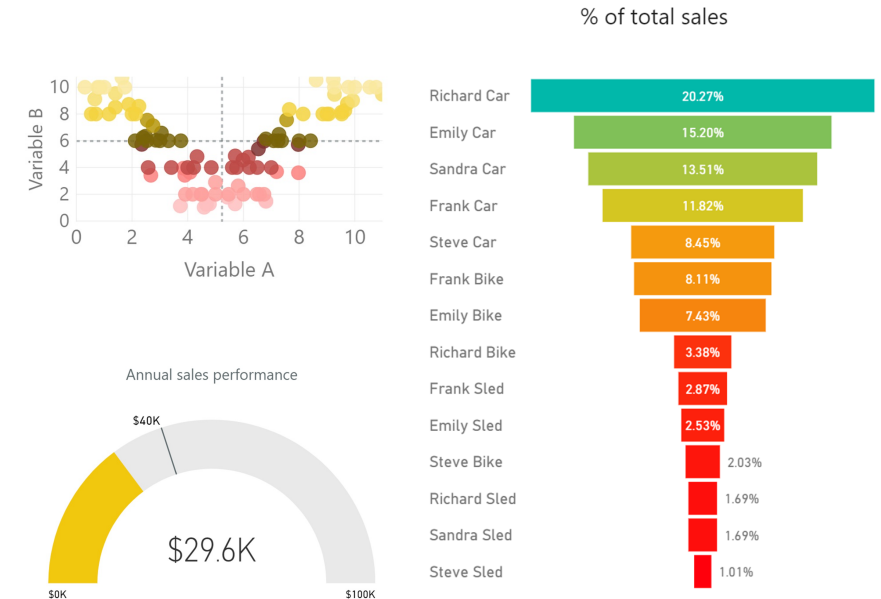 % of total sales
10
8
6
4
2
0
Variable B
0 2 4 6 8 10
Variable A
Annual sales performance
$40K
$29.6K
$0K $100K
Richard Car 20.27%
Emily Car 15.20%
Sandra Car 13.51%
Frank Car 11.82%
Steve Car 8.45%
Frank Bike 8.11%
Emily Bike 7.43%
Richard Bike 3.38%
Frank Sled 2.87%
Emily Sled 2.53%
Steve Bike 2.03%
Richard Sled 1.69%
Sandra Sled 1.69%
Steve Sled 1.01%